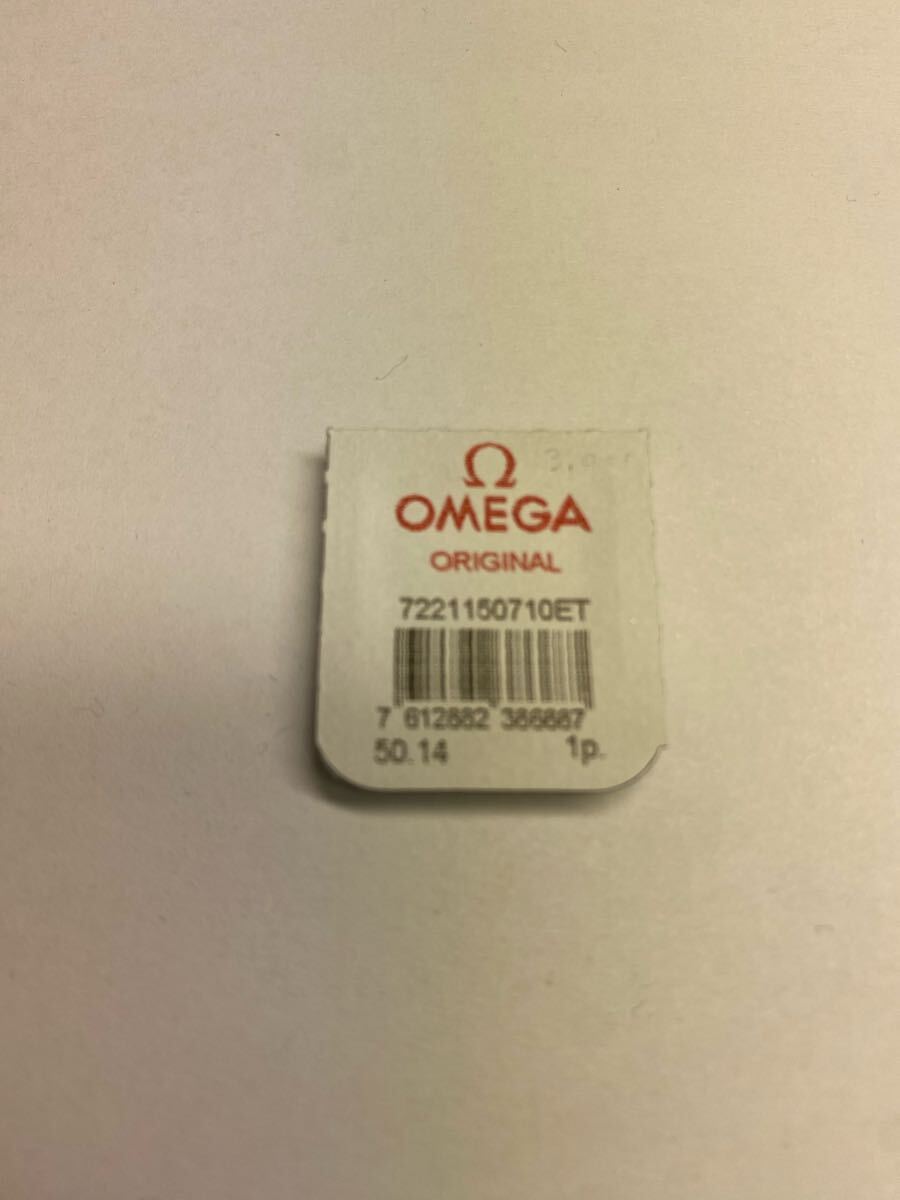 Ω
OMEGA
ORIGINAL
7221150710ET
7 612882 386887
50.14 1p.